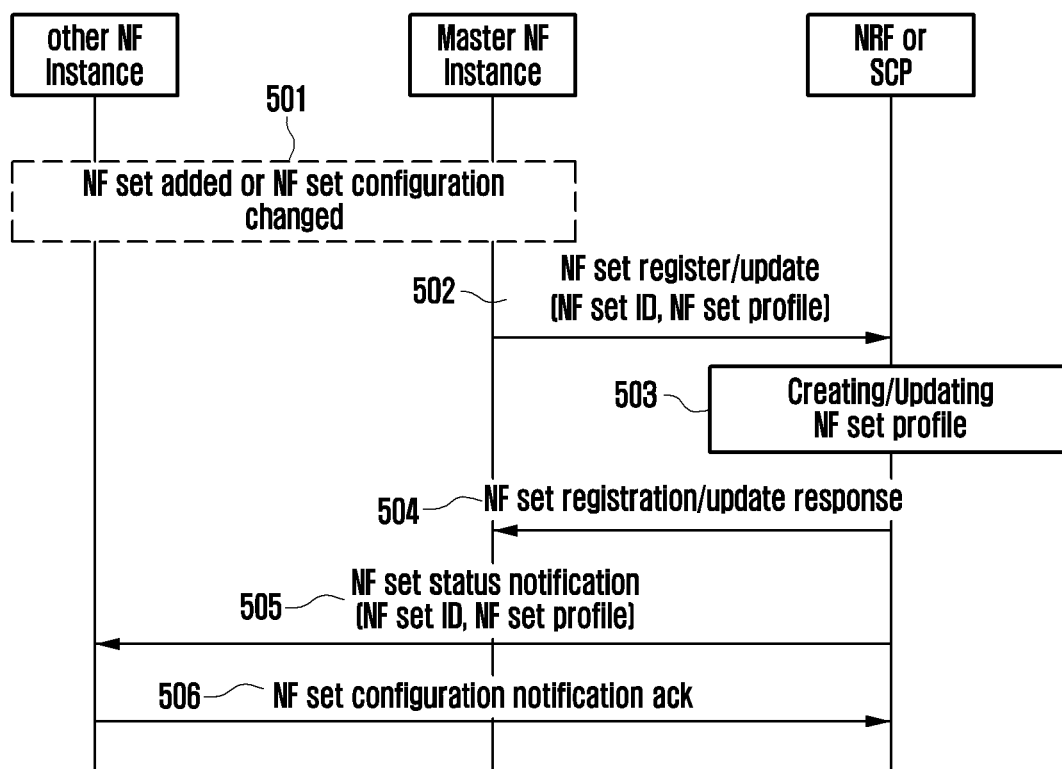 other NF
Instance
Master NF
Instance
NRF or
SCP
501
NF set added or NF set configuration
changed
502
NF set register/update
(NF set ID, NF set profile)
503
Creating/Updating
NF set profile
504
NF set registration/update response
505
NF set status notification
(NF set ID, NF set profile)
506
NF set configuration notification ack